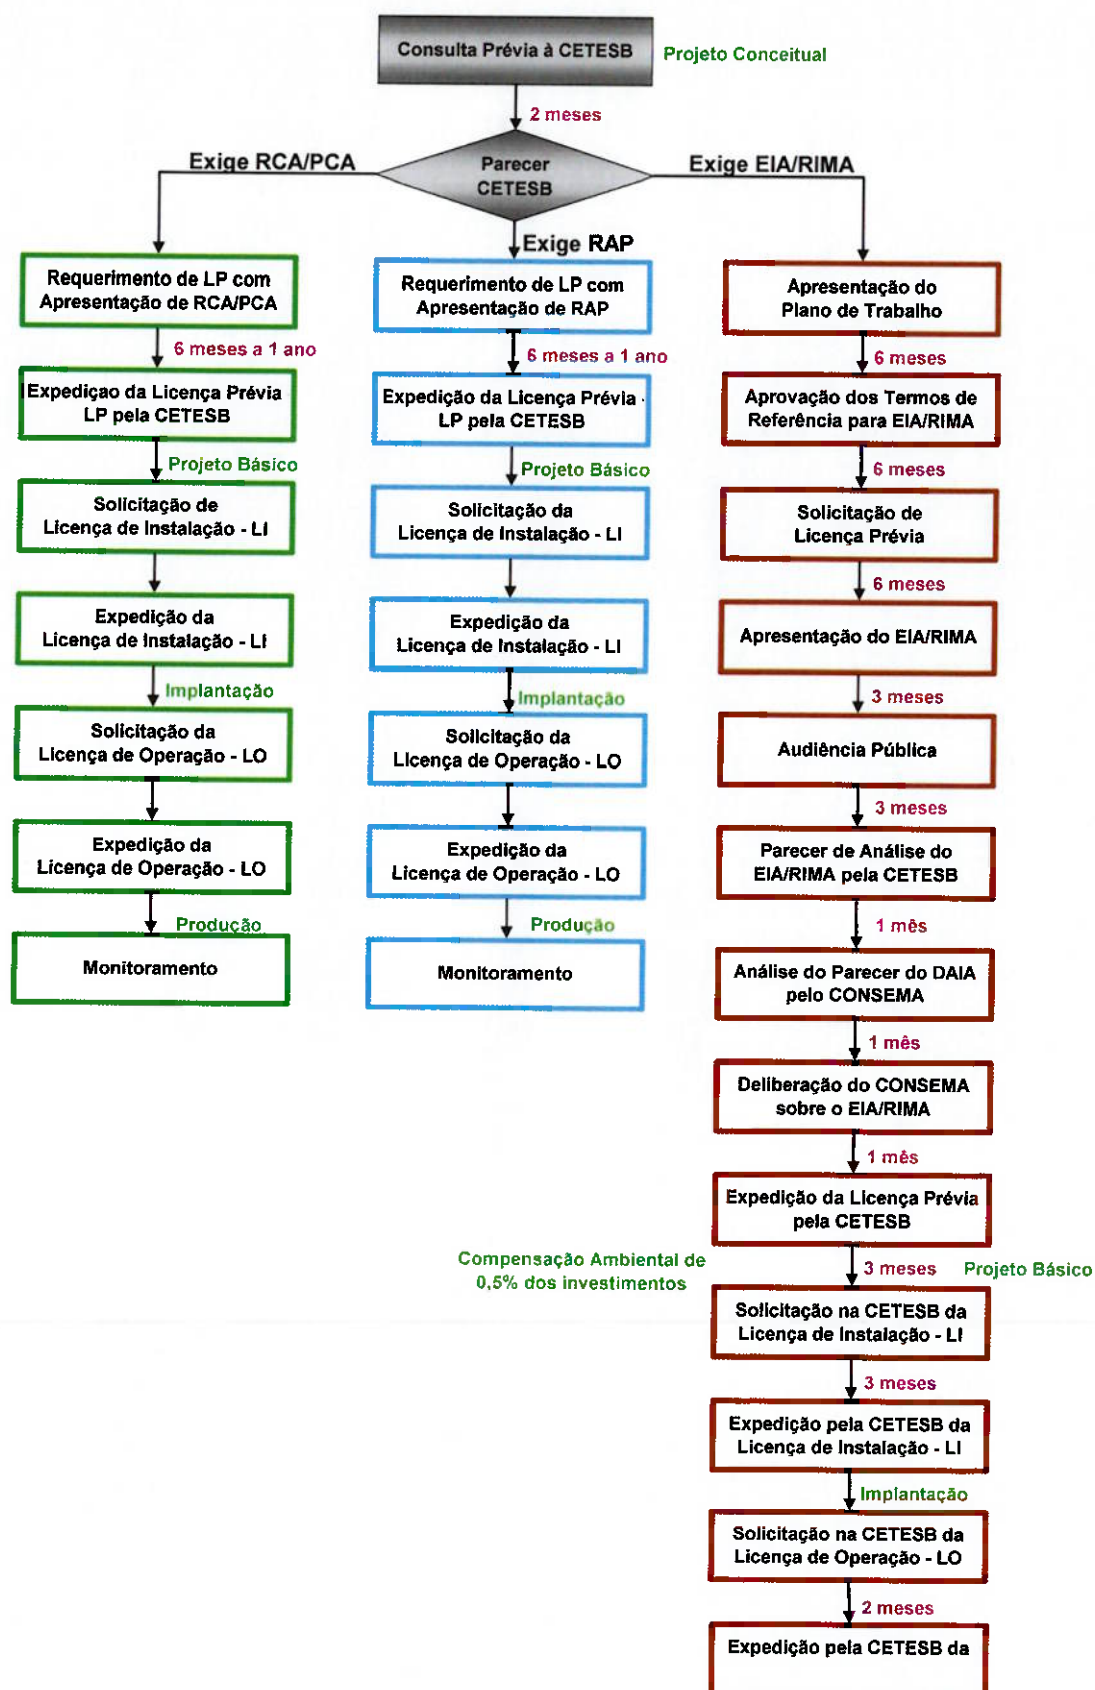 Consulta Prévia à CETESB
Projeto Conceitual
2 meses
Exige RCA/PCA
Parecer
CETESB
Exige EIA/RIMA
Exige RAP
Requerimento de LP com
Apresentação de RCA/PCA
6 meses a 1 ano
Expediçao da Licença Prévia
LP pela CETESB
Projeto Básico
Solicitação de
Licença de Instalação - LI
Expedição da
Licença de Instalação - LI
Implantação
Solicitação da
Licença de Operação - LO
Expedição da
Licença de Operação - LO
Produção
Monitoramento
Requerimento de LP com
Apresentação de RAP
6 meses a 1 ano
Expedição da Licença Prévia -
LP pela CETESB
Projeto Básico
Solicitação da
Licença de Instalação - LI
Expedição da
Licença de Instalação - LI
Implantação
Solicitação da
Licença de Operação - LO
Expedição da
Licença de Operação - LO
Produção
Monitoramento
Apresentação do
Plano de Trabalho
6 meses
Aprovação dos Termos de
Referência para EIA/RIMA
6 meses
Solicitação de
Licença Prévia
6 meses
Apresentação do EIA/RIMA
3 meses
Audiência Pública
3 meses
Parecer de Análise do
EIA/RIMA pela CETESB
1 mês
Análise do Parecer do DAIA
pelo CONSEMA
1 mês
Deliberação do CONSEMA
sobre o EIA/RIMA
1 mês
Expedição da Licença Prévia
pela CETESB
Compensação Ambiental de
0,5% dos investimentos
3 meses
Projeto Básico
Solicitação na CETESB da
Licença de Instalação - LI
3 meses
Expedição pela CETESB da
Licença de Instalação - LI
Implantação
Solicitação na CETESB da
Licença de Operação - LO
2 meses
Expedição pela CETESB da